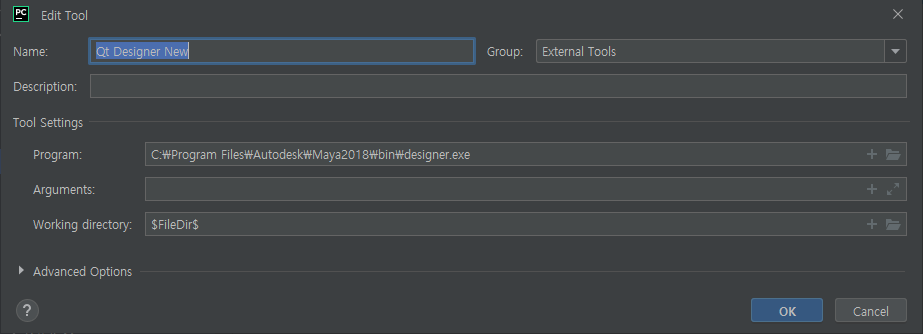 PC Edit Tool
Name: Qt Designer New Group: External Tools
Description:
Tool Settings
Program: C:₩Program Files₩Autodesk₩Maya2018₩bin₩designer.exe
Arguments:
Working directory: $FileDir$
Advanced Options
? OK Cancel